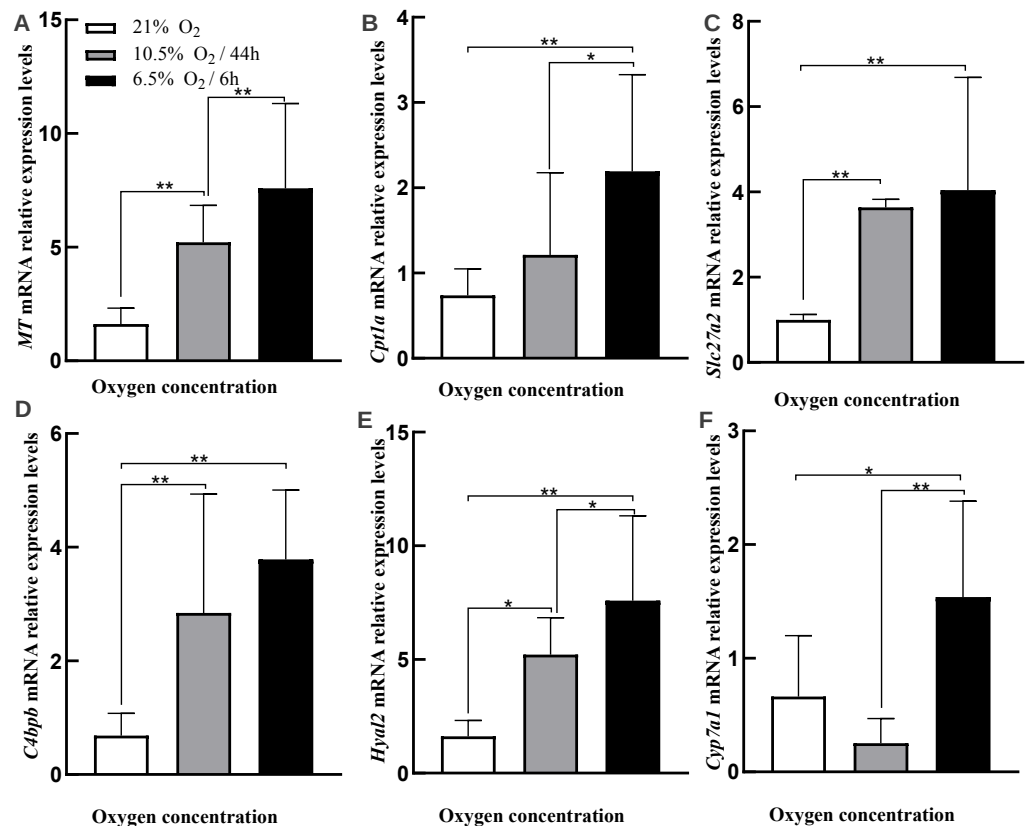 A
15
10
5
0
MT mRNA relative expression levels
21% O2
10.5% O2 / 44h
6.5% O2 / 6h
**
**
Oxygen concentration
B
4
3
2
1
0
Cpt1a mRNA relative expression levels
**
*
Oxygen concentration
C
8
6
4
2
0
Slc27a2 mRNA relative expression levels
**
**
Oxygen concentration
D
6
4
2
0
C4bpb mRNA relative expression levels
**
**
Oxygen concentration
E
15
10
5
0
Hyal2 mRNA relative expression levels
**
*
*
Oxygen concentration
F
3
2
1
0
Cyp7a1 mRNA relative expression levels
*
**
Oxygen concentration